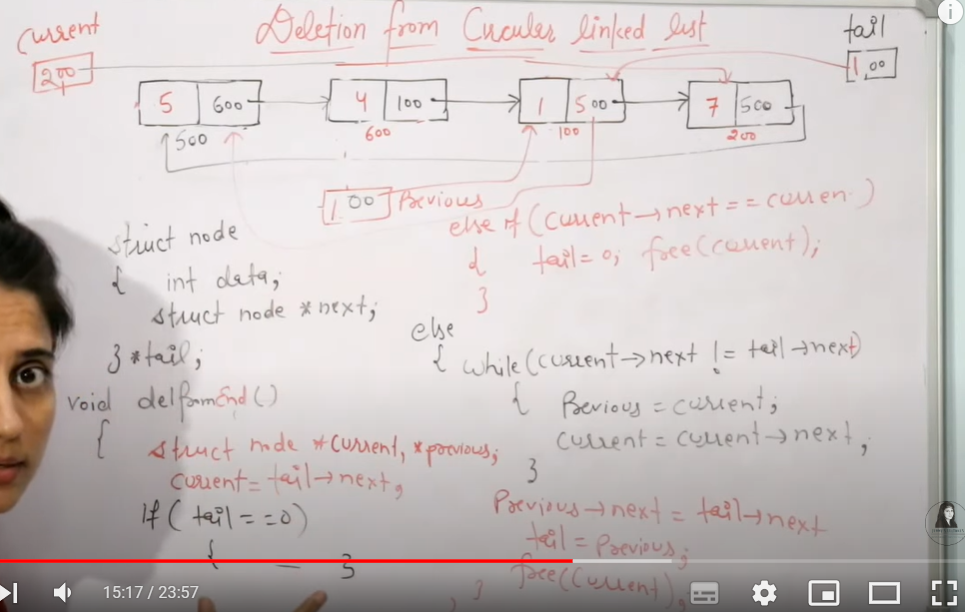 Deletion from Circular linked list
current
200
tail
100
5 600
4 100
1 500
7 500
500
600
100
200
100 Previous
struct node
{ int data;
struct node *next;
} *tail;
void delfromEnd()
{ struct node *current, *previous;
current = tail→next;
If ( tail==0)
{ — }
else if (current→next == curren )
{ tail=0; free(current);
}
else
{ while(current→next != tail→next)
{ Previous = current;
current = current→next;
}
Previous→next = tail→next
tail = Previous;
free(current);
}
15:17 / 23:57